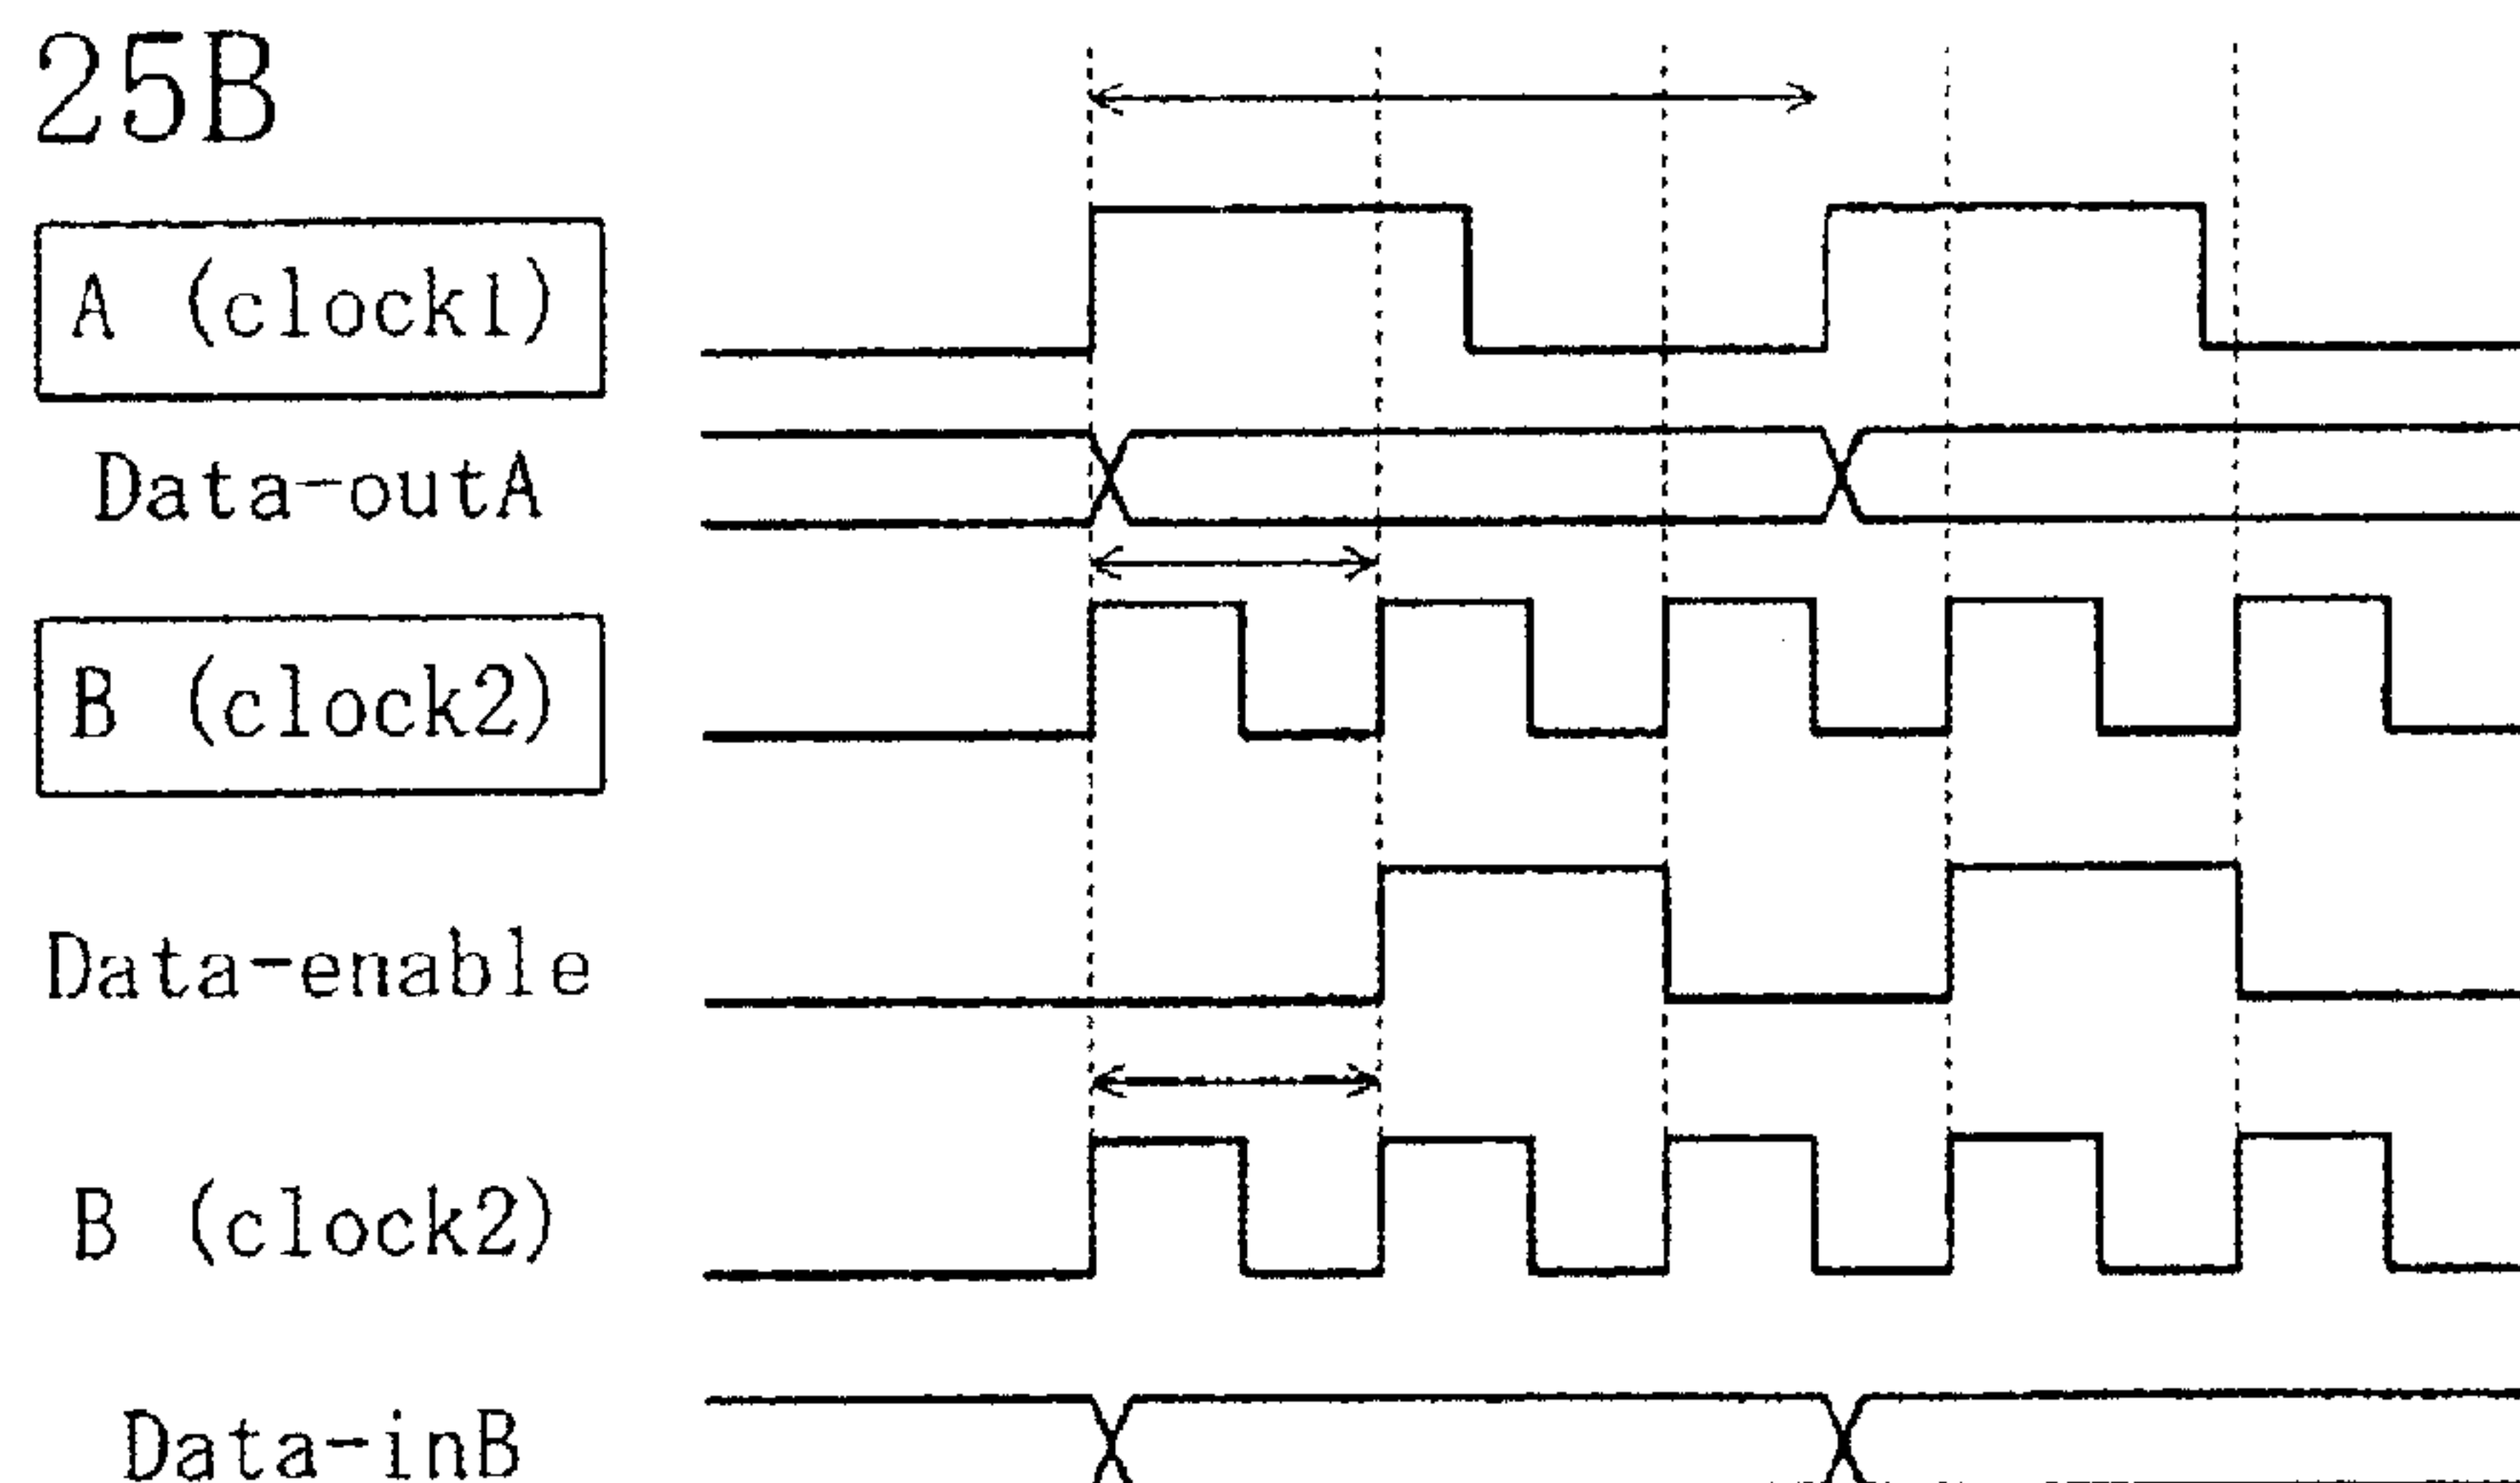 25B
A (clock1)
Data-outA
B (clock2)
Data-enable
B (clock2)
Data-inB